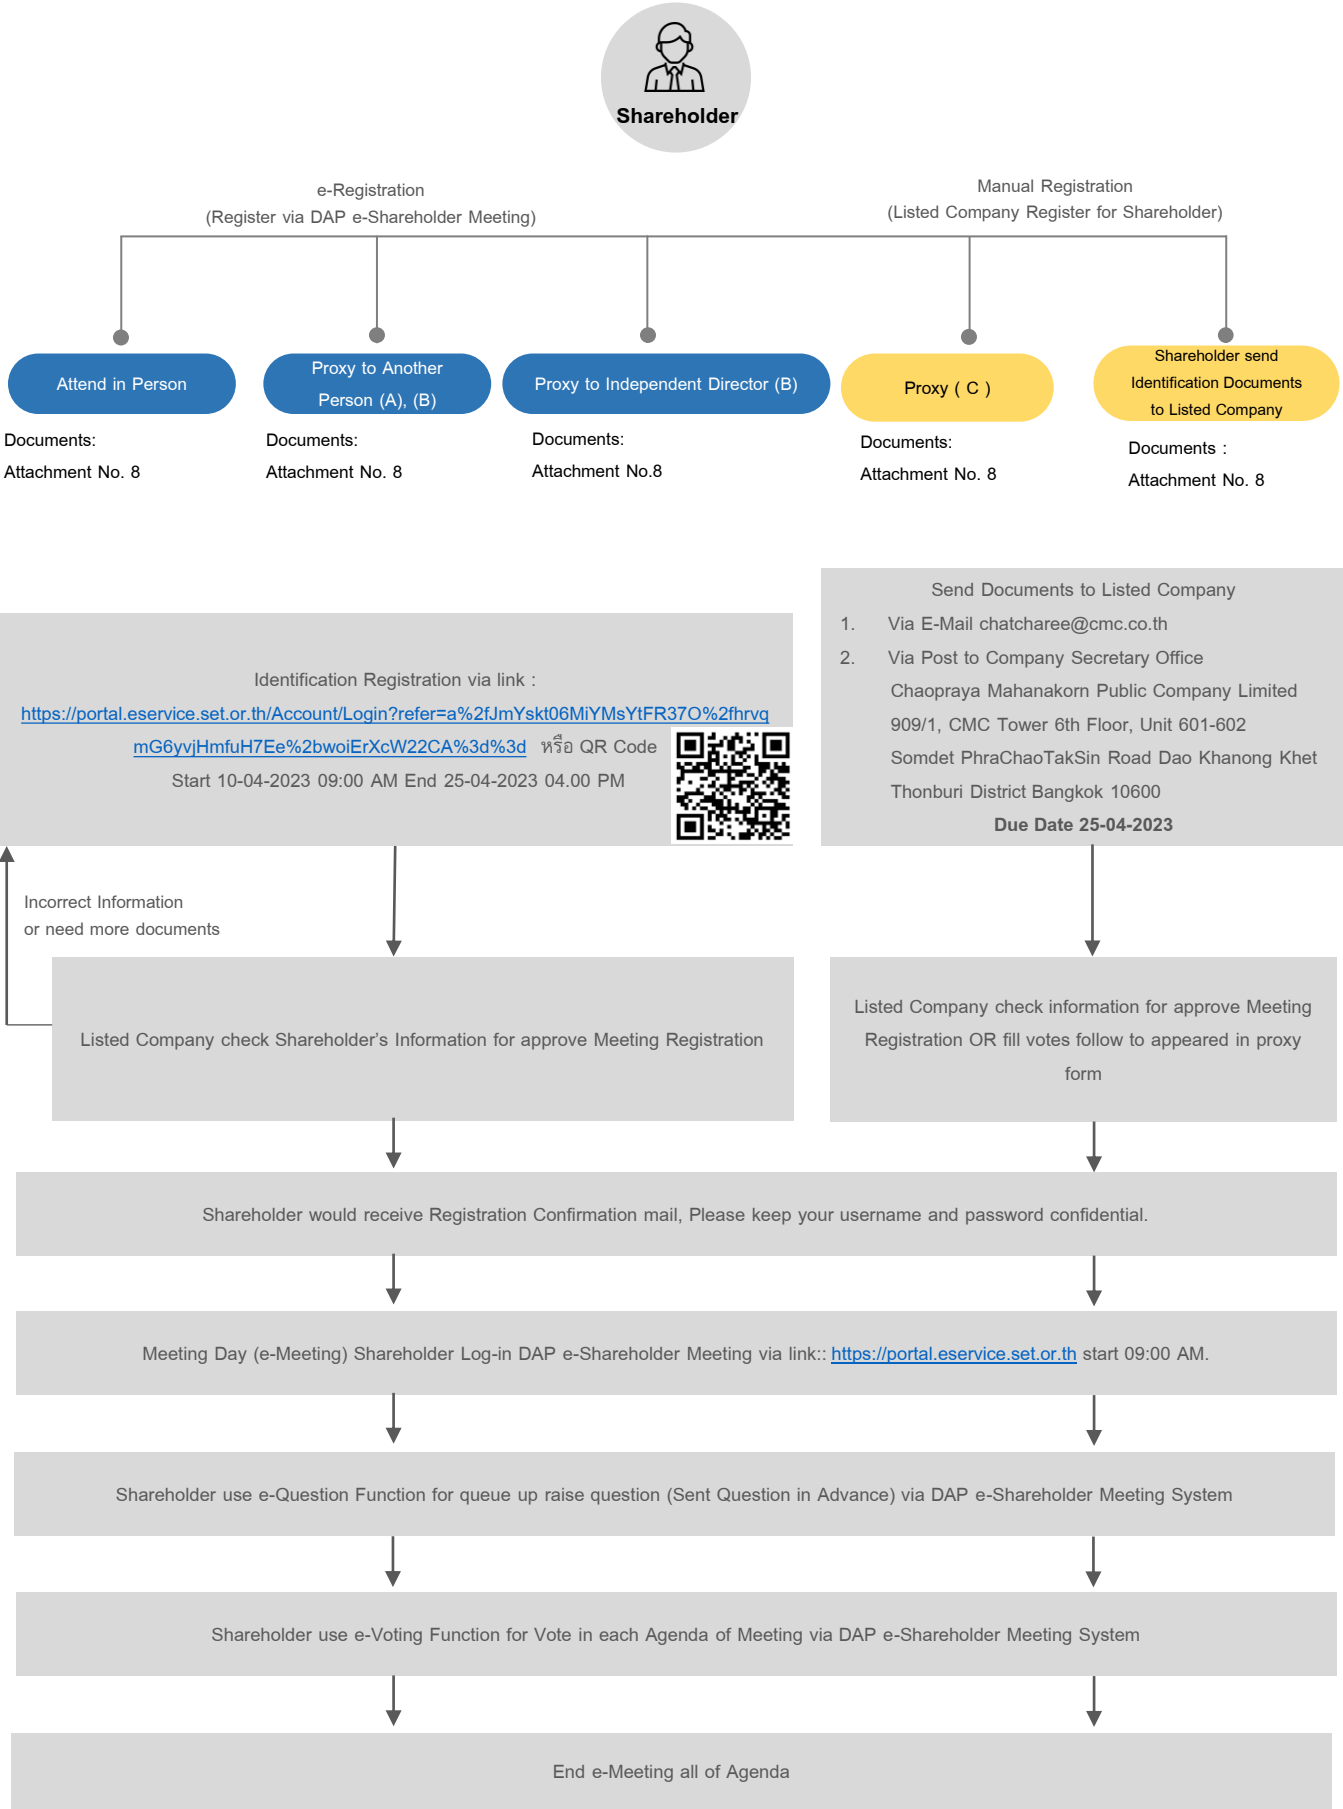 Shareholder
e-Registration
(Register via DAP e-Shareholder Meeting)
Manual Registration
(Listed Company Register for Shareholder)
Attend in Person
Documents:
Attachment No. 8
Proxy to Another
Person (A), (B)
Documents:
Attachment No. 8
Proxy to Independent Director (B)
Documents:
Attachment No.8
Proxy ( C )
Documents:
Attachment No. 8
Shareholder send
Identification Documents
to Listed Company
Documents :
Attachment No. 8
Identification Registration via link :
https://portal.eservice.set.or.th/Account/Login?refer=a%2fJmYskt06MiYMsYtFR37O%2fhrvq
mG6yvjHmfuH7Ee%2bwoiErXcW22CA%3d%3d หรือ QR Code
Start 10-04-2023 09:00 AM End 25-04-2023 04.00 PM
Send Documents to Listed Company
1. Via E-Mail chatcharee@cmc.co.th
2. Via Post to Company Secretary Office
Chaopraya Mahanakorn Public Company Limited
909/1, CMC Tower 6th Floor, Unit 601-602
Somdet PhraChaoTakSin Road Dao Khanong Khet
Thonburi District Bangkok 10600
Due Date 25-04-2023
Incorrect Information
or need more documents
Listed Company check Shareholder’s Information for approve Meeting Registration
Listed Company check information for approve Meeting
Registration OR fill votes follow to appeared in proxy
form
Shareholder would receive Registration Confirmation mail, Please keep your username and password confidential.
Meeting Day (e-Meeting) Shareholder Log-in DAP e-Shareholder Meeting via link:: https://portal.eservice.set.or.th start 09:00 AM.
Shareholder use e-Question Function for queue up raise question (Sent Question in Advance) via DAP e-Shareholder Meeting System
Shareholder use e-Voting Function for Vote in each Agenda of Meeting via DAP e-Shareholder Meeting System
End e-Meeting all of Agenda